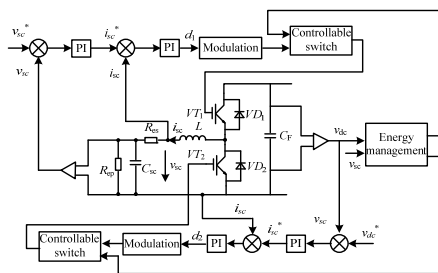 v_sc* PI i_sc* PI d_1 Modulation Controllable switch
v_sc i_sc
VT_1 VD_1
R_es i_sc L C_F v_dc Energy management
R_ep C_sc v_sc VT_2 VD_2 v_sc
i_sc v_sc
Controllable switch Modulation d_2 PI i_sc* PI v_dc*